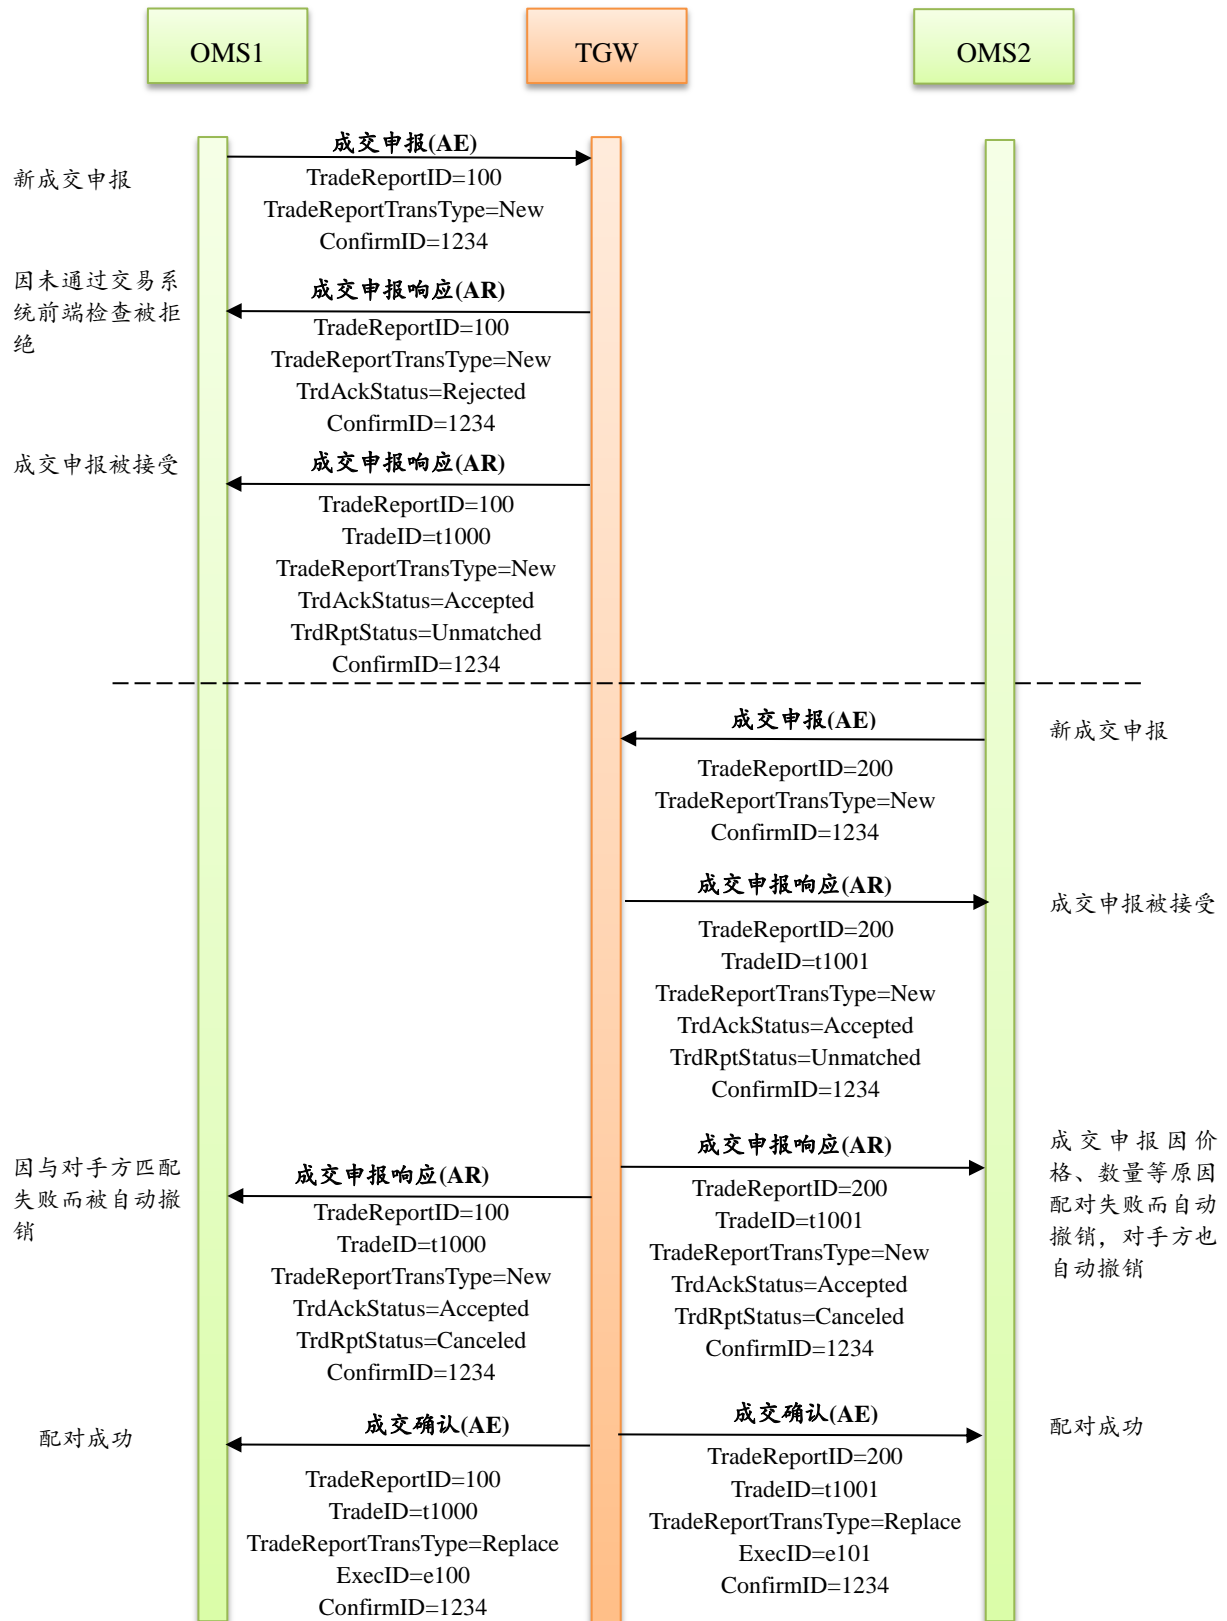 OMS1
TGW
OMS2
成交申报(AE)
新成交申报
TradeReportID=100
TradeReportTransType=New
ConfirmID=1234
因未通过交易系
统前端检查被拒
绝
成交申报响应(AR)
TradeReportID=100
TradeReportTransType=New
TrdAckStatus=Rejected
ConfirmID=1234
成交申报被接受
成交申报响应(AR)
TradeReportID=100
TradeID=t1000
TradeReportTransType=New
TrdAckStatus=Accepted
TrdRptStatus=Unmatched
ConfirmID=1234
成交申报(AE)
新成交申报
TradeReportID=200
TradeReportTransType=New
ConfirmID=1234
成交申报响应(AR)
成交申报被接受
TradeReportID=200
TradeID=t1001
TradeReportTransType=New
TrdAckStatus=Accepted
TrdRptStatus=Unmatched
ConfirmID=1234
因与对手方匹配
失败而被自动撤
销
成交申报响应(AR)
TradeReportID=100
TradeID=t1000
TradeReportTransType=New
TrdAckStatus=Accepted
TrdRptStatus=Canceled
ConfirmID=1234
成交申报响应(AR)
TradeReportID=200
TradeID=t1001
TradeReportTransType=New
TrdAckStatus=Accepted
TrdRptStatus=Canceled
ConfirmID=1234
成交申报因价
格、数量等原因
配对失败而自动
撤销，对手方也
自动撤销
配对成功
成交确认(AE)
TradeReportID=100
TradeID=t1000
TradeReportTransType=Replace
ExecID=e100
ConfirmID=1234
成交确认(AE)
配对成功
TradeReportID=200
TradeID=t1001
TradeReportTransType=Replace
ExecID=e101
ConfirmID=1234